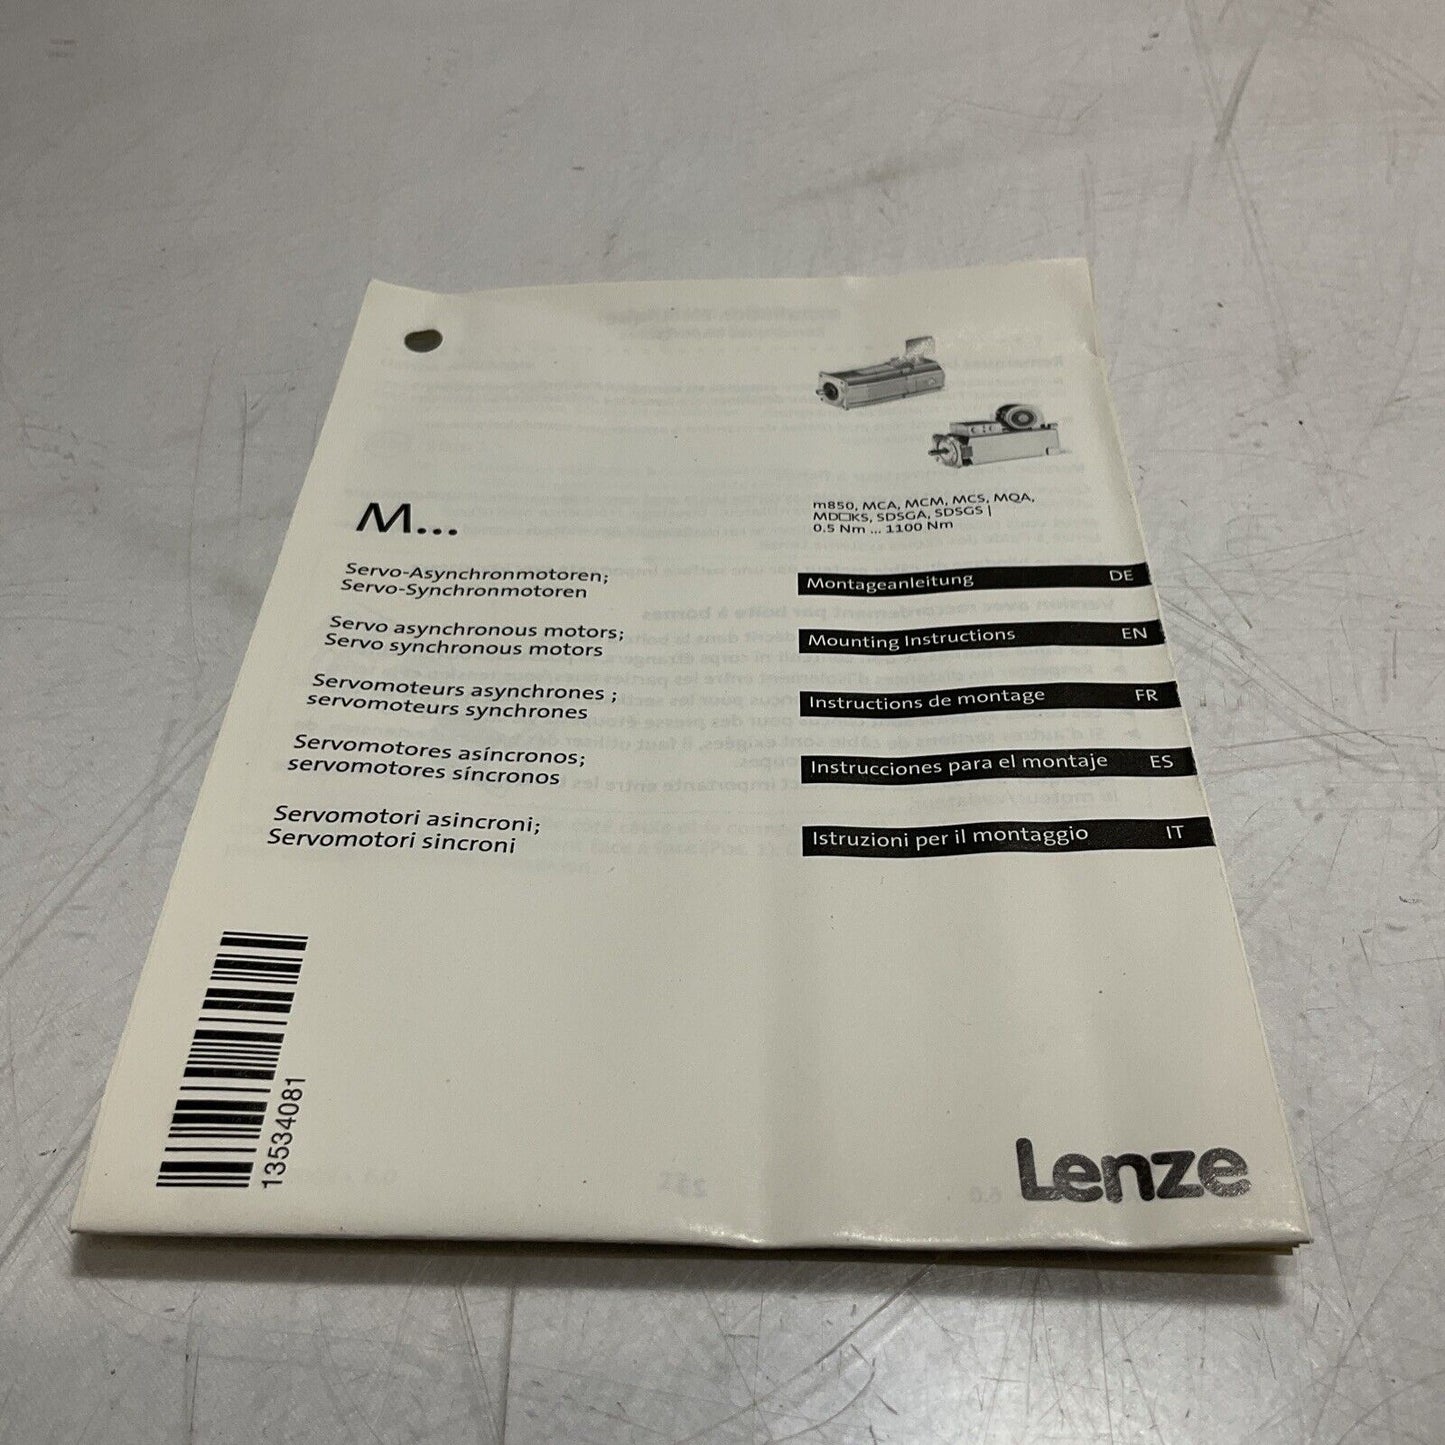 M...
m850, MCA, MCM, MCS, MQA,
MD□KS, SDSGA, SDSGS |
0.5 Nm ... 1100 Nm
Servo-Asynchronmotoren;
Servo-Synchronmotoren
Montageanleitung DE
Servo asynchronous motors;
Servo synchronous motors
Mounting Instructions EN
Servomoteurs asynchrones ;
servomoteurs synchrones
Instructions de montage FR
Servomotores asíncronos;
servomotores síncronos
Instrucciones para el montaje ES
Servomotori asincroni;
Servomotori sincroni
Istruzioni per il montaggio IT
13534081
Lenze